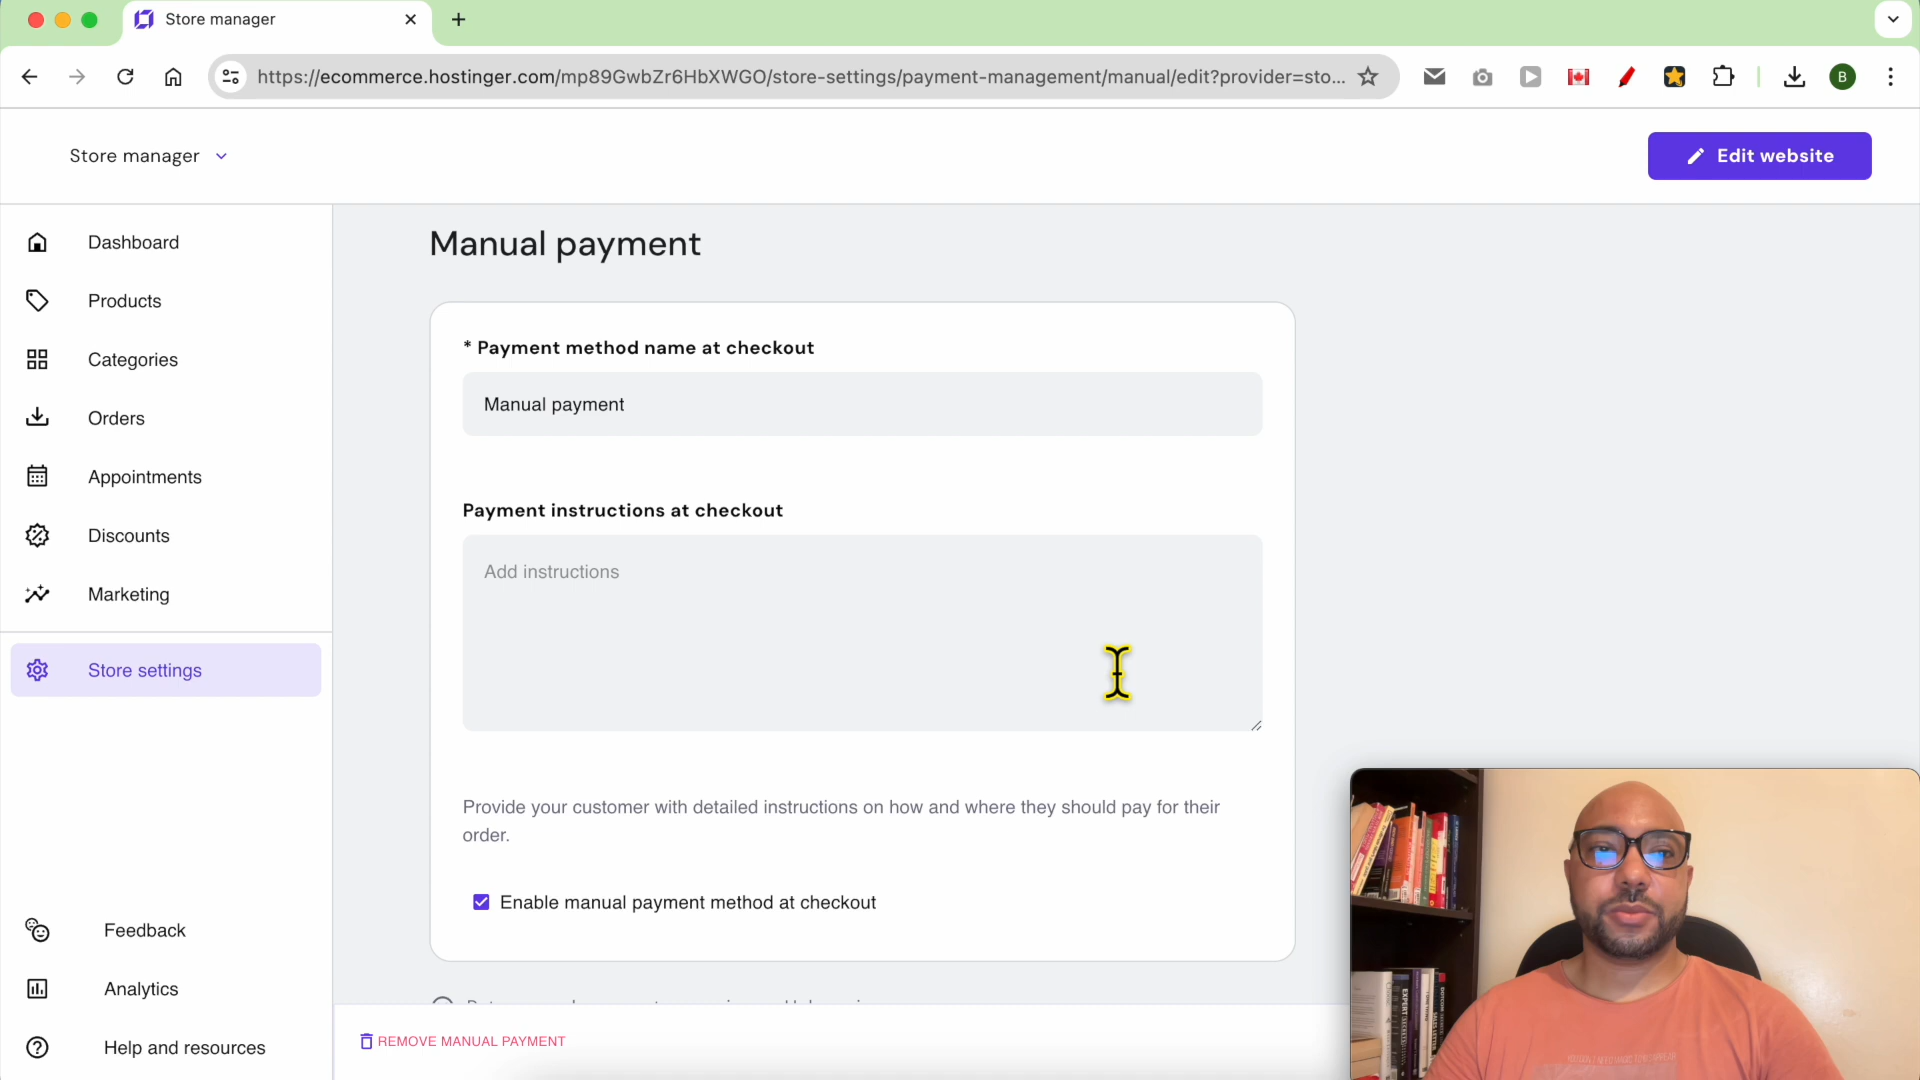 Store manager
https://ecommerce.hostinger.com/mp89GwbZr6HbXWGO/store-settings/payment-management/manual/edit?provider=sto...
B
Store manager
Edit website
Dashboard
Products
Categories
Orders
Appointments
Discounts
Marketing
Store settings
Feedback
Analytics
Help and resources
Manual payment
* Payment method name at checkout
Manual payment
Payment instructions at checkout
Add instructions
Provide your customer with detailed instructions on how and where they should pay for their
order.
Enable manual payment method at checkout
REMOVE MANUAL PAYMENT